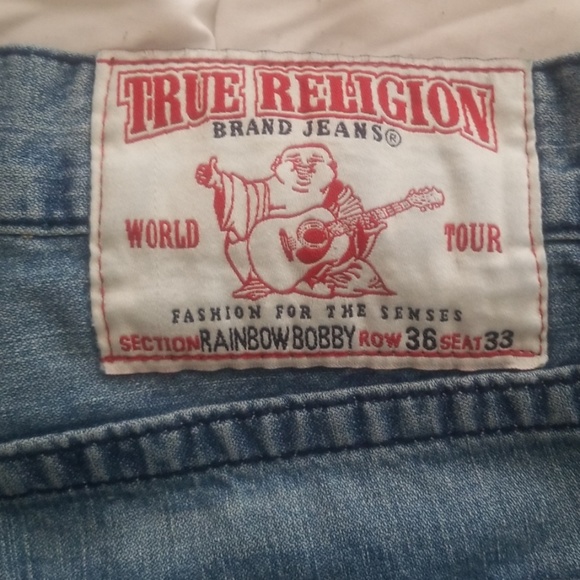 TRUE RELIGION
BRAND JEANS®
WORLD TOUR
FASHION FOR THE SENSES
SECTION RAINBOWBOBBY ROW 36 SEAT 33